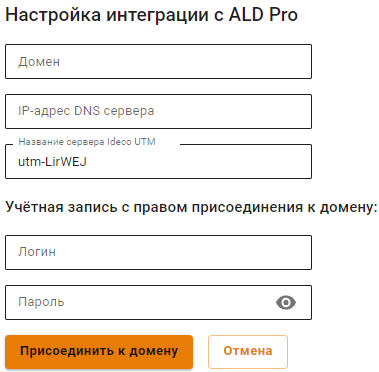 Настройка интеграции с ALD Pro
Домен
IP-адрес DNS сервера
Название сервера Ideco UTM
utm-LirWEJ
Учётная запись с правом присоединения к домену:
Логин
Пароль
Присоединить к домену Отмена